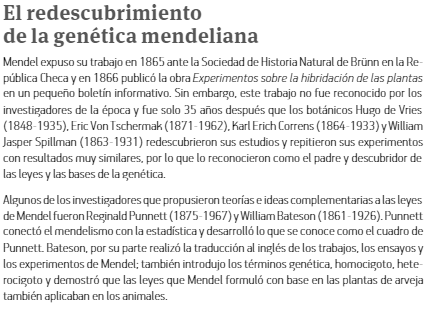 El redescubrimiento
de la genética mendeliana
Mendel expuso su trabajo en 1865 ante la Sociedad de Historia Natural de Brünn en la Re-
pública Checa y en 1866 publicó la obra Experimentos sobre la hibridación de las plantas
en un pequeño boletín informativo. Sin embargo, este trabajo no fue reconocido por los
investigadores de la época y fue solo 35 años después que los botánicos Hugo de Vries
(1848-1935), Eric Von Tschermak (1871-1962), Karl Erich Correns (1864-1933) y William
Jasper Spillman (1863-1931) redescubrieron sus estudios y repitieron sus experimentos
con resultados muy similares, por lo que lo reconocieron como el padre y descubridor de
las leyes y las bases de la genética.
Algunos de los investigadores que propusieron teorías e ideas complementarias a las leyes
de Mendel fueron Reginald Punnett (1875-1967) y William Bateson (1861-1926). Punnett
conectó el mendelismo con la estadística y desarrolló lo que se conoce como el cuadro de
Punnett. Bateson, por su parte realizó la traducción al inglés de los trabajos, los ensayos y
los experimentos de Mendel; también introdujo los términos genética, homocigoto, hete-
rocigoto y demostró que las leyes que Mendel formuló con base en las plantas de arveja
también aplicaban en los animales.